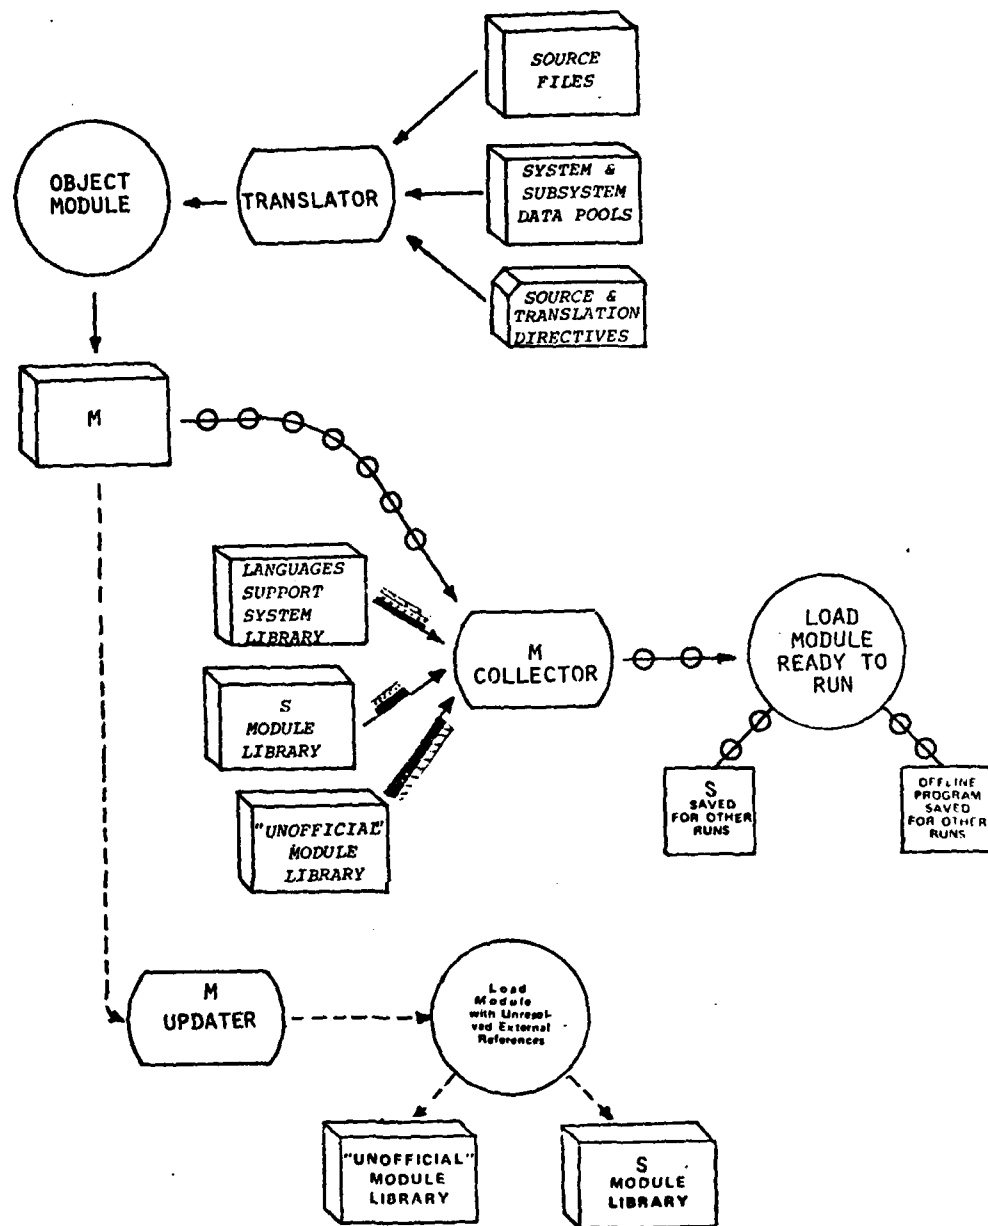 SOURCE
FILES
OBJECT
MODULE
TRANSLATOR
SYSTEM &
SUBSYSTEM
DATA POOLS
SOURCE &
TRANSLATION
DIRECTIVES
M
LANGUAGES
SUPPORT
SYSTEM
LIBRARY
M
COLLECTOR
LOAD
MODULE
READY TO
RUN
S
MODULE
LIBRARY
S
SAVED
FOR OTHER
RUNS
OFFLINE
PROGRAM
SAVED
FOR OTHER
RUNS
"UNOFFICIAL"
MODULE
LIBRARY
M
UPDATER
Load
Module
with Unresol-
ved External
References
"UNOFFICIAL"
MODULE
LIBRARY
S
MODULE
LIBRARY